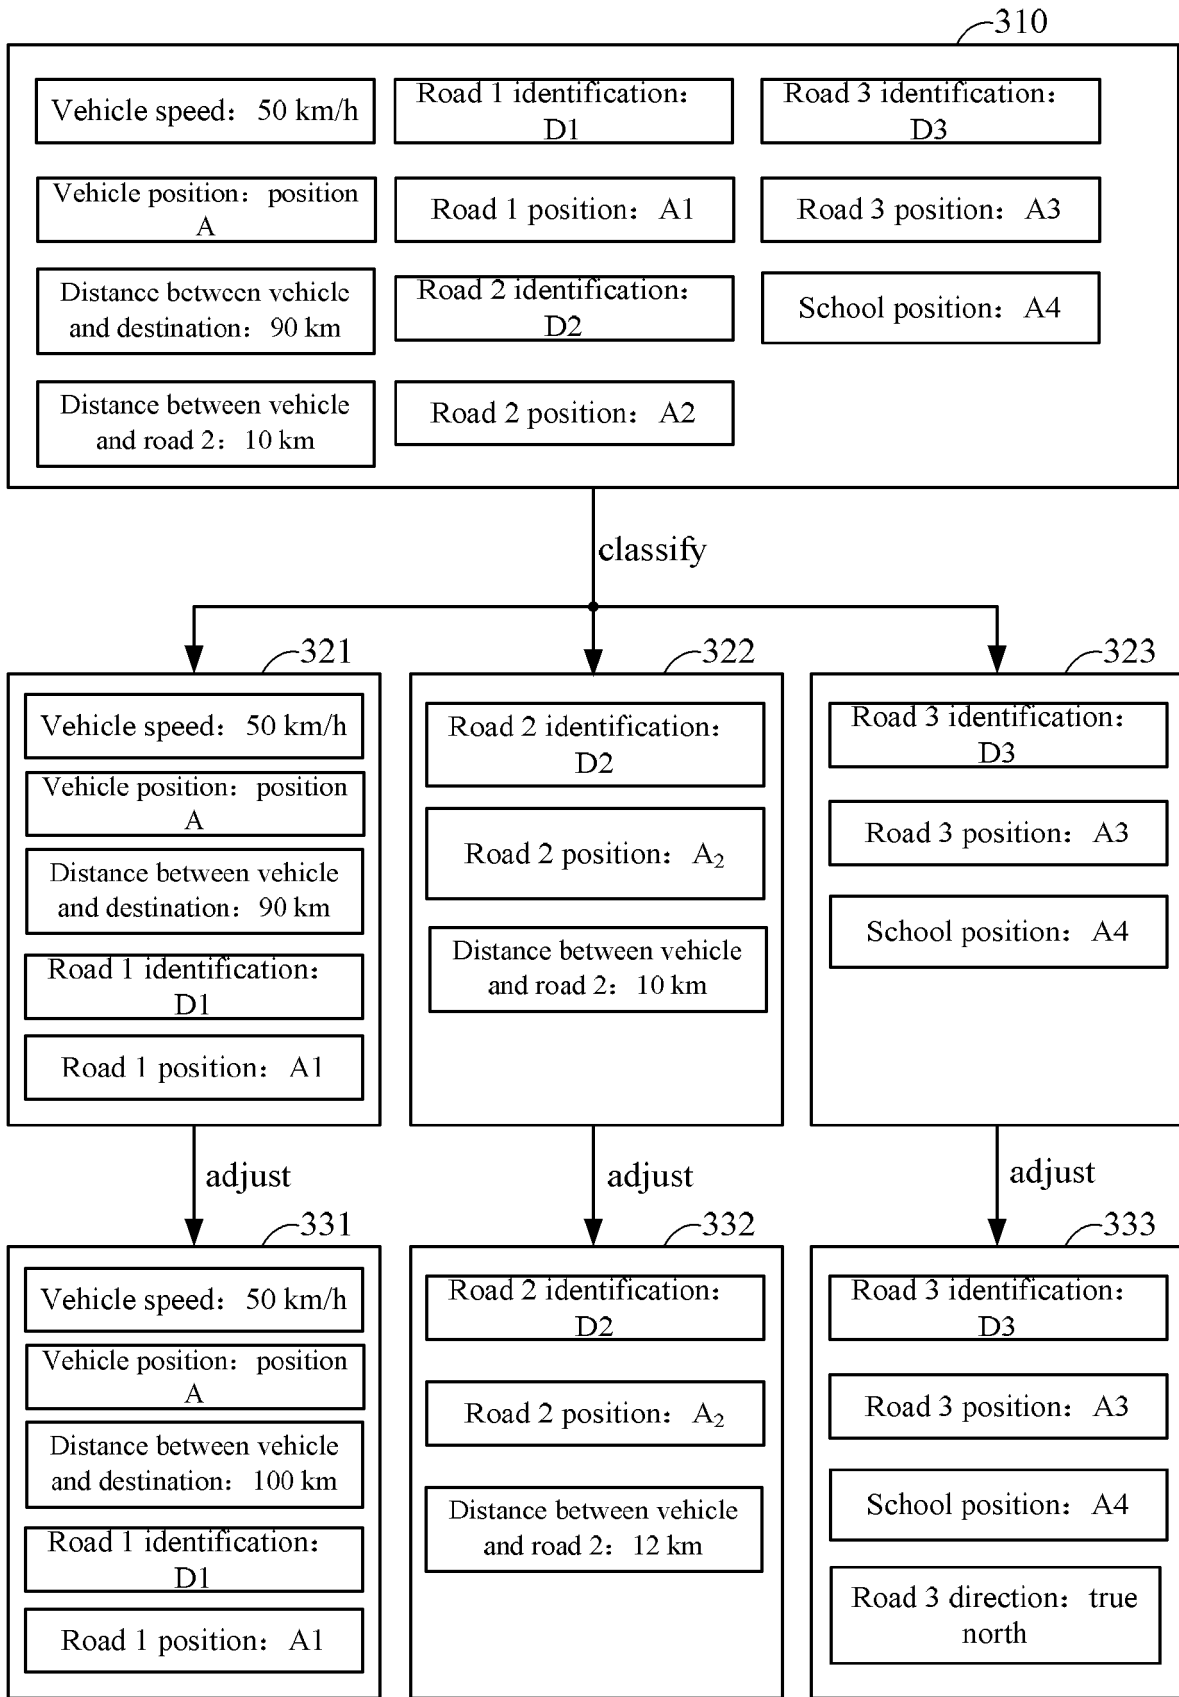 310
Vehicle speed：50 km/h
Vehicle position：position
A
Distance between vehicle
and destination：90 km
Distance between vehicle
and road 2：10 km
Road 1 identification：
D1
Road 1 position：A1
Road 2 identification：
D2
Road 2 position：A2
Road 3 identification：
D3
Road 3 position：A3
School position：A4
classify
321
Vehicle speed：50 km/h
Vehicle position：position
A
Distance between vehicle
and destination：90 km
Road 1 identification：
D1
Road 1 position：A1
322
Road 2 identification：
D2
Road 2 position：A₂
Distance between vehicle
and road 2：10 km
323
Road 3 identification：
D3
Road 3 position：A3
School position：A4
adjust
adjust
adjust
331
Vehicle speed：50 km/h
Vehicle position：position
A
Distance between vehicle
and destination：100 km
Road 1 identification：
D1
Road 1 position：A1
332
Road 2 identification：
D2
Road 2 position：A₂
Distance between vehicle
and road 2：12 km
333
Road 3 identification：
D3
Road 3 position：A3
School position：A4
Road 3 direction：true
north